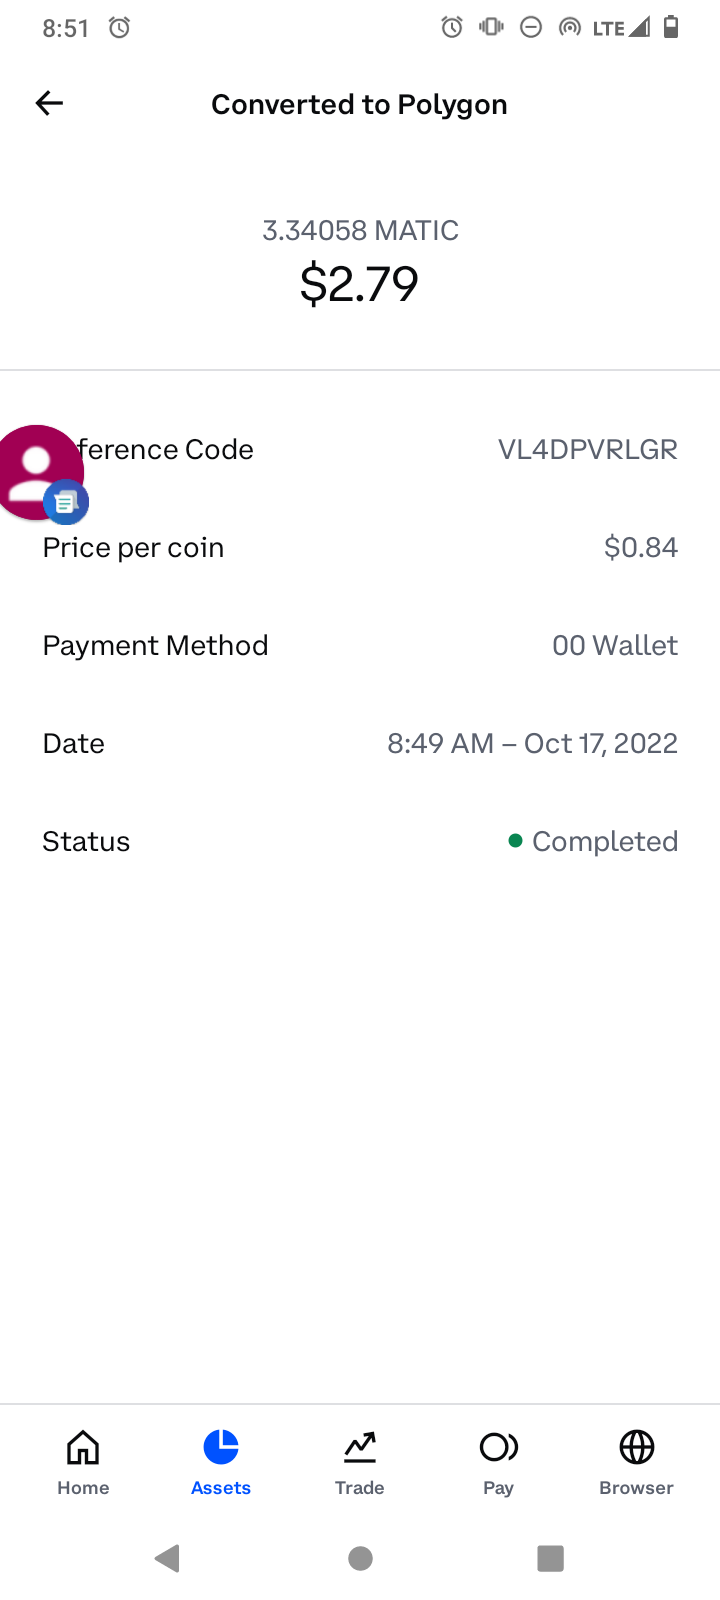 8:51
LTE
Converted to Polygon
3.34058 MATIC
$2.79
ference Code VL4DPVRLGR
Price per coin $0.84
Payment Method 00 Wallet
Date 8:49 AM – Oct 17, 2022
Status Completed
Home Assets Trade Pay Browser